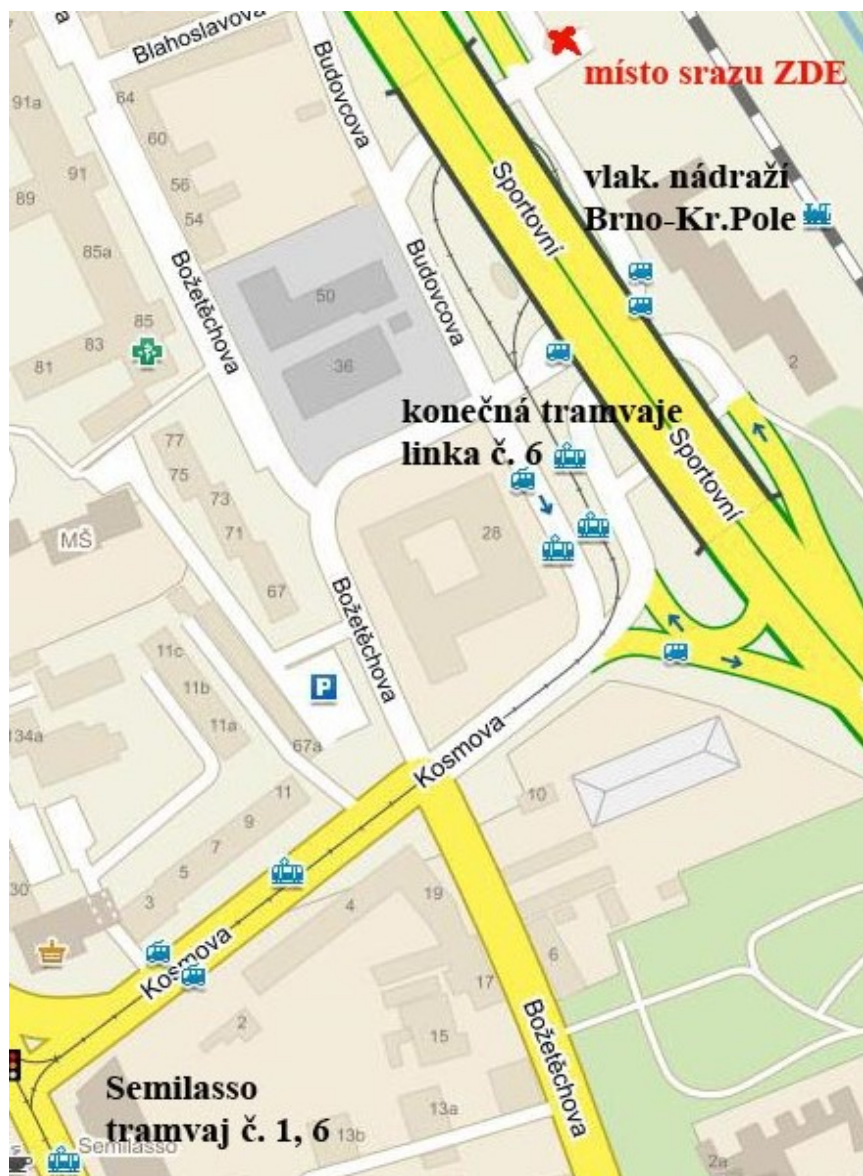 a
Blahoslavova
Budovcova
místo srazu ZDE
91a
64
60
91
56
89
54
Sportovní
vlak. nádraží
Brno-Kr.Pole
85a
Božetěchova
Budovcova
50
85
83
81
36
2
konečná tramvaje
linka č. 6
Sportovní
77
75
73
71
MŠ
28
67
Božetěchova
11c
11b
P
11a
134a
67a
Kosmova
11
10
9
7
5
30
3
4
19
Kosmova
6
17
2
15
Božetěchova
Semilasso
tramvaj č. 1, 6
13a
13b
Semilasso
2a